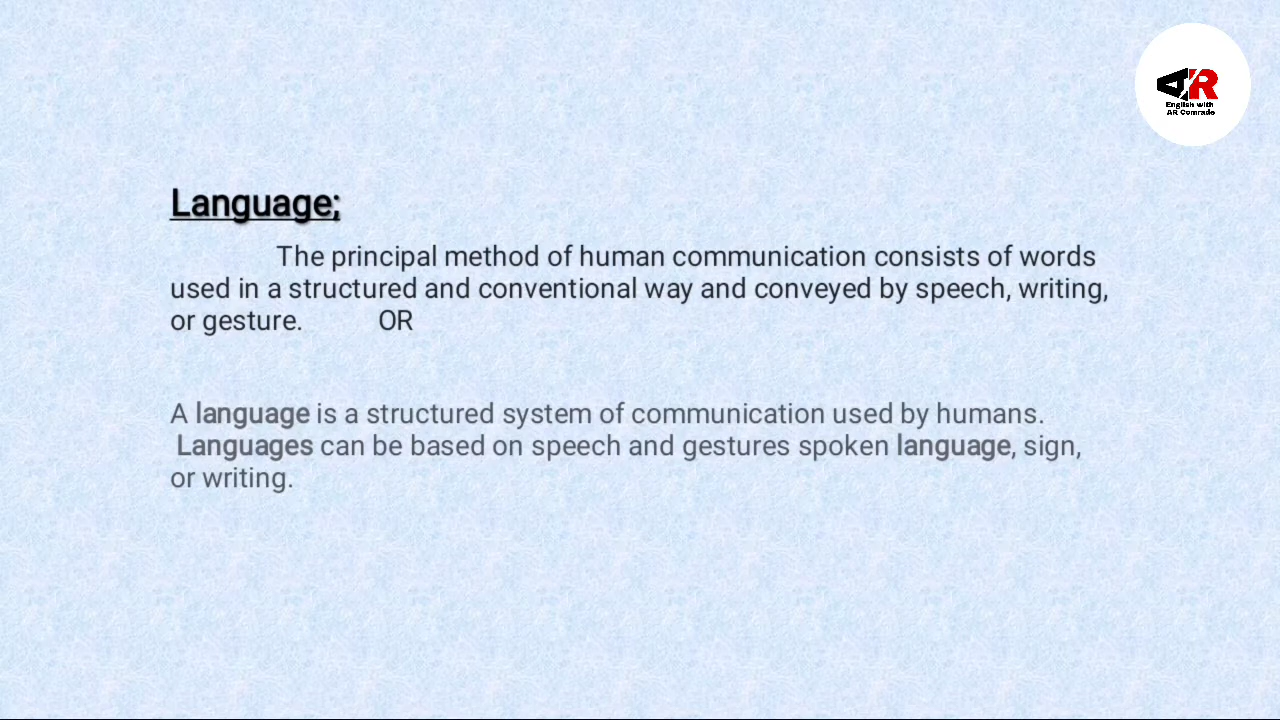 AR
English with
AR Comrade
Language;
The principal method of human communication consists of words
used in a structured and conventional way and conveyed by speech, writing,
or gesture. OR
A language is a structured system of communication used by humans.
Languages can be based on speech and gestures spoken language, sign,
or writing.